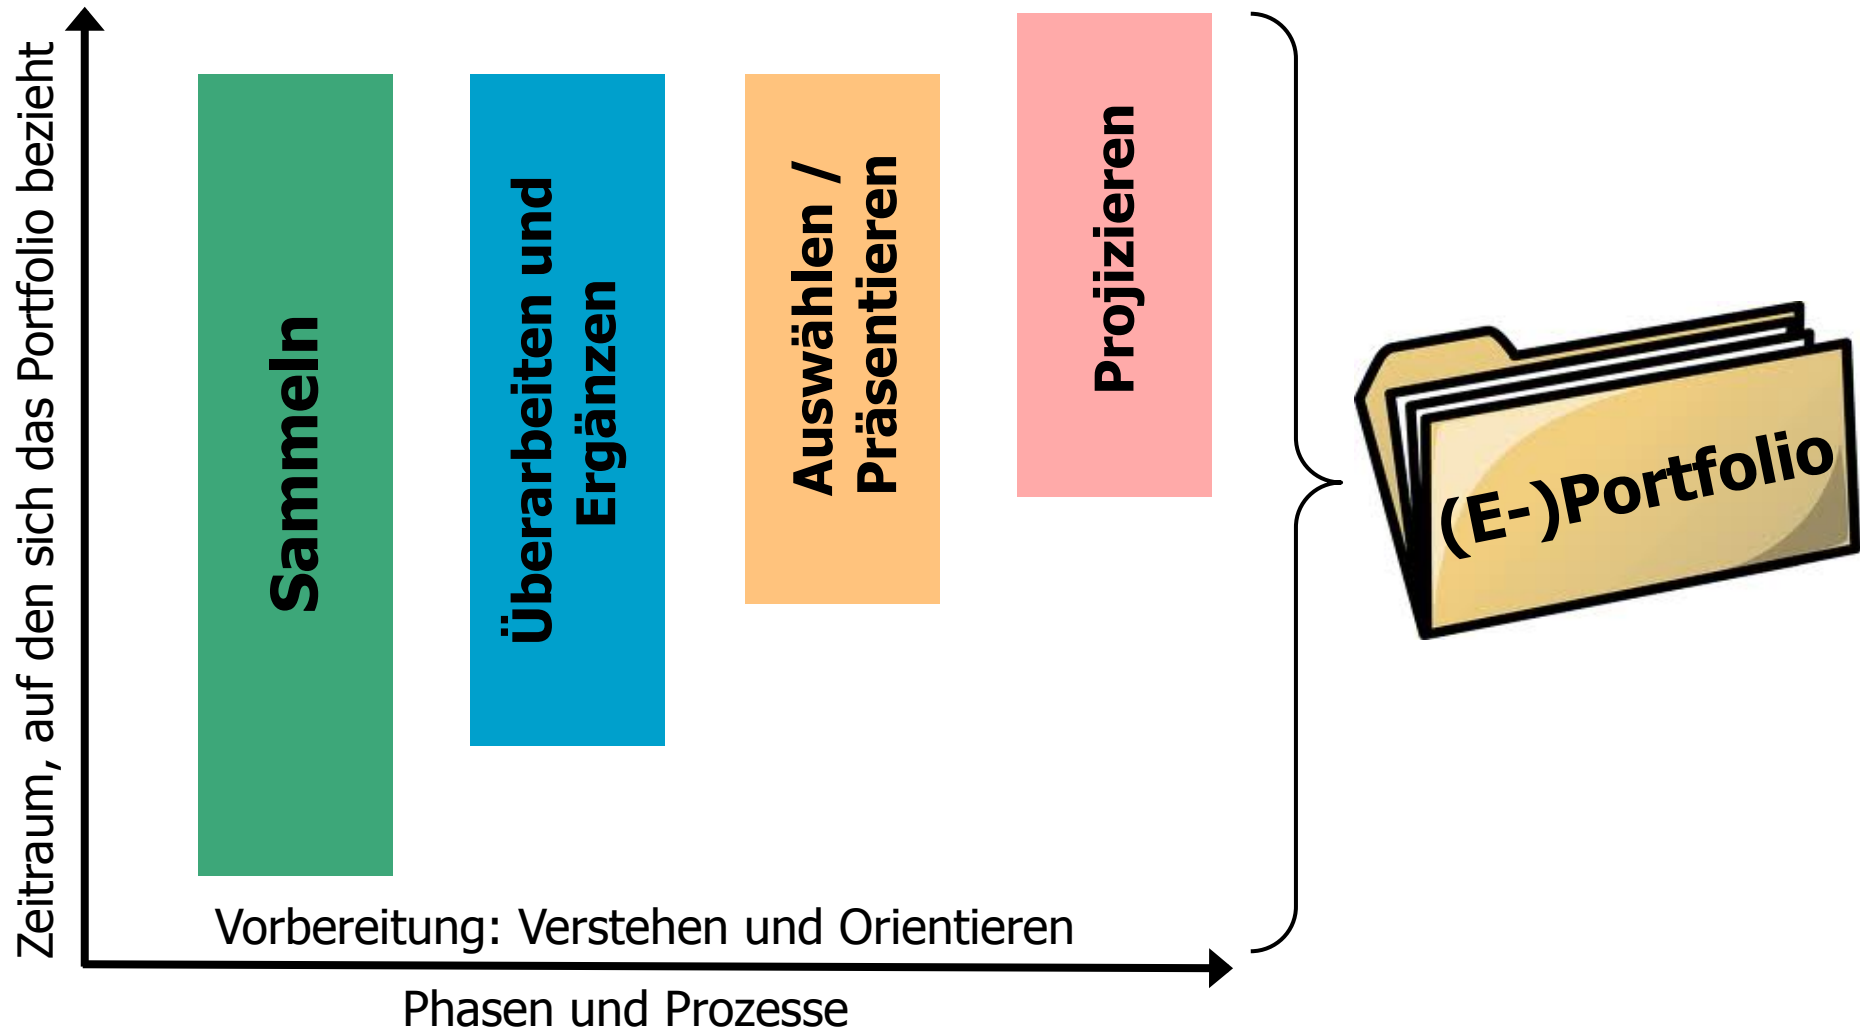 Zeitraum, auf den sich das Portfolio bezieht
Sammeln
Überarbeiten und
Ergänzen
Auswählen /
Präsentieren
Projizieren
(E-)Portfolio
Vorbereitung: Verstehen und Orientieren
Phasen und Prozesse